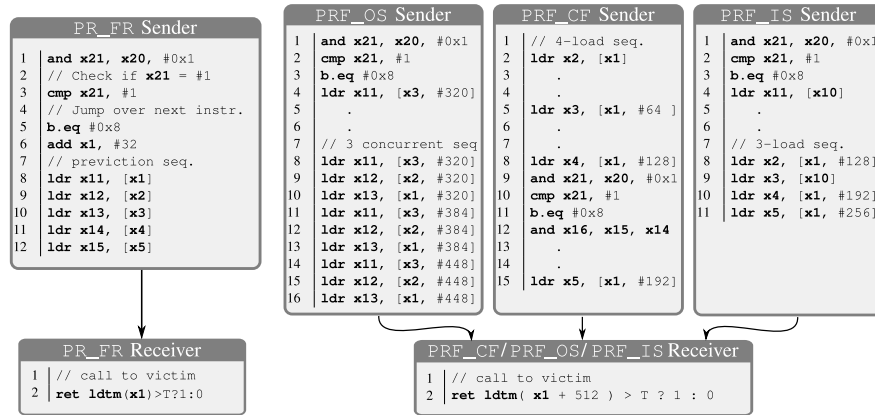 PR_FR Sender
1 and x21, x20, #0x1
2 // Check if x21 = #1
3 cmp x21, #1
4 // Jump over next instr.
5 b.eq #0x8
6 add x1, #32
7 // previction seq.
8 ldr x11, [x1]
9 ldr x12, [x2]
10 ldr x13, [x3]
11 ldr x14, [x4]
12 ldr x15, [x5]
PRF_OS Sender
1 and x21, x20, #0x1
2 cmp x21, #1
3 b.eq #0x8
4 ldr x11, [x3, #320]
5 .
6 .
7 // 3 concurrent seq
8 ldr x11, [x3, #320]
9 ldr x12, [x2, #320]
10 ldr x13, [x1, #320]
11 ldr x11, [x3, #384]
12 ldr x12, [x2, #384]
13 ldr x13, [x1, #384]
14 ldr x11, [x3, #448]
15 ldr x12, [x2, #448]
16 ldr x13, [x1, #448]
PRF_CF Sender
1 // 4-load seq.
2 ldr x2, [x1]
3 .
4 .
5 ldr x3, [x1, #64 ]
6 .
7 .
8 ldr x4, [x1, #128]
9 and x21, x20, #0x1
10 cmp x21, #1
11 b.eq #0x8
12 and x16, x15, x14
13 .
14 .
15 ldr x5, [x1, #192]
PRF_IS Sender
1 and x21, x20, #0x1
2 cmp x21, #1
3 b.eq #0x8
4 ldr x11, [x10]
5 .
6 .
7 // 3-load seq.
8 ldr x2, [x1, #128]
9 ldr x3, [x10]
10 ldr x4, [x1, #192]
11 ldr x5, [x1, #256]
PR_FR Receiver
1 // call to victim
2 ret ldtm(x1)>T?1:0
PRF_CF/PRF_OS/PRF_IS Receiver
1 // call to victim
2 ret ldtm( x1 + 512 ) > T ? 1 : 0